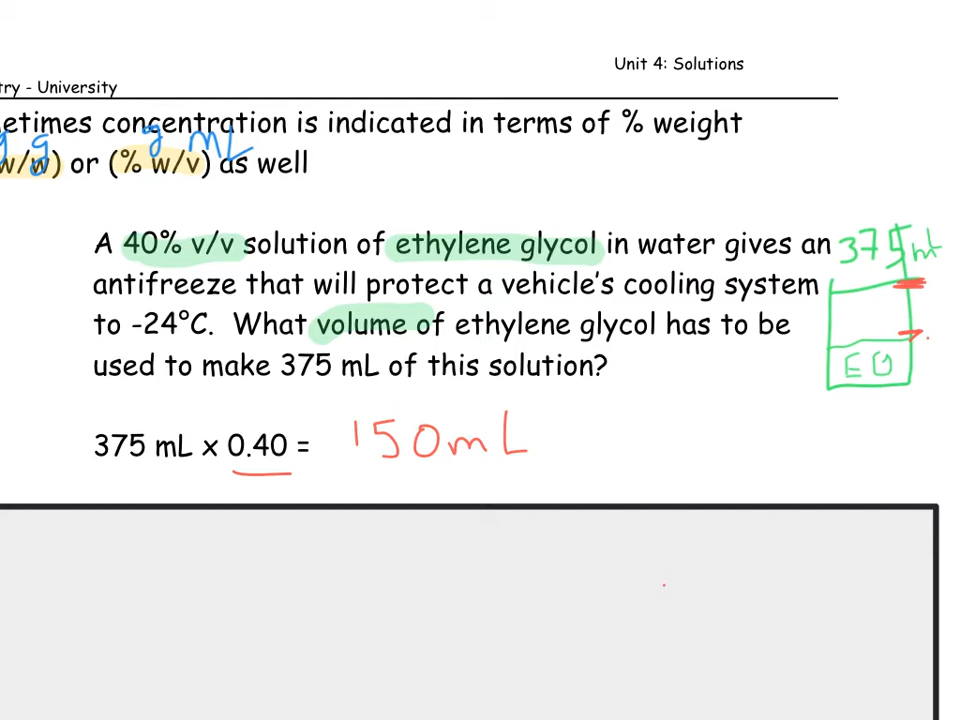 Unit 4: Solutions
try - University
g g g mL
netimes concentration is indicated in terms of % weight
w/w) or (% w/v) as well
A 40% v/v solution of ethylene glycol in water gives an
375 mL
antifreeze that will protect a vehicle's cooling system
to -24°C. What volume of ethylene glycol has to be
used to make 375 mL of this solution?
EG
375 mL x 0.40 = 150 mL